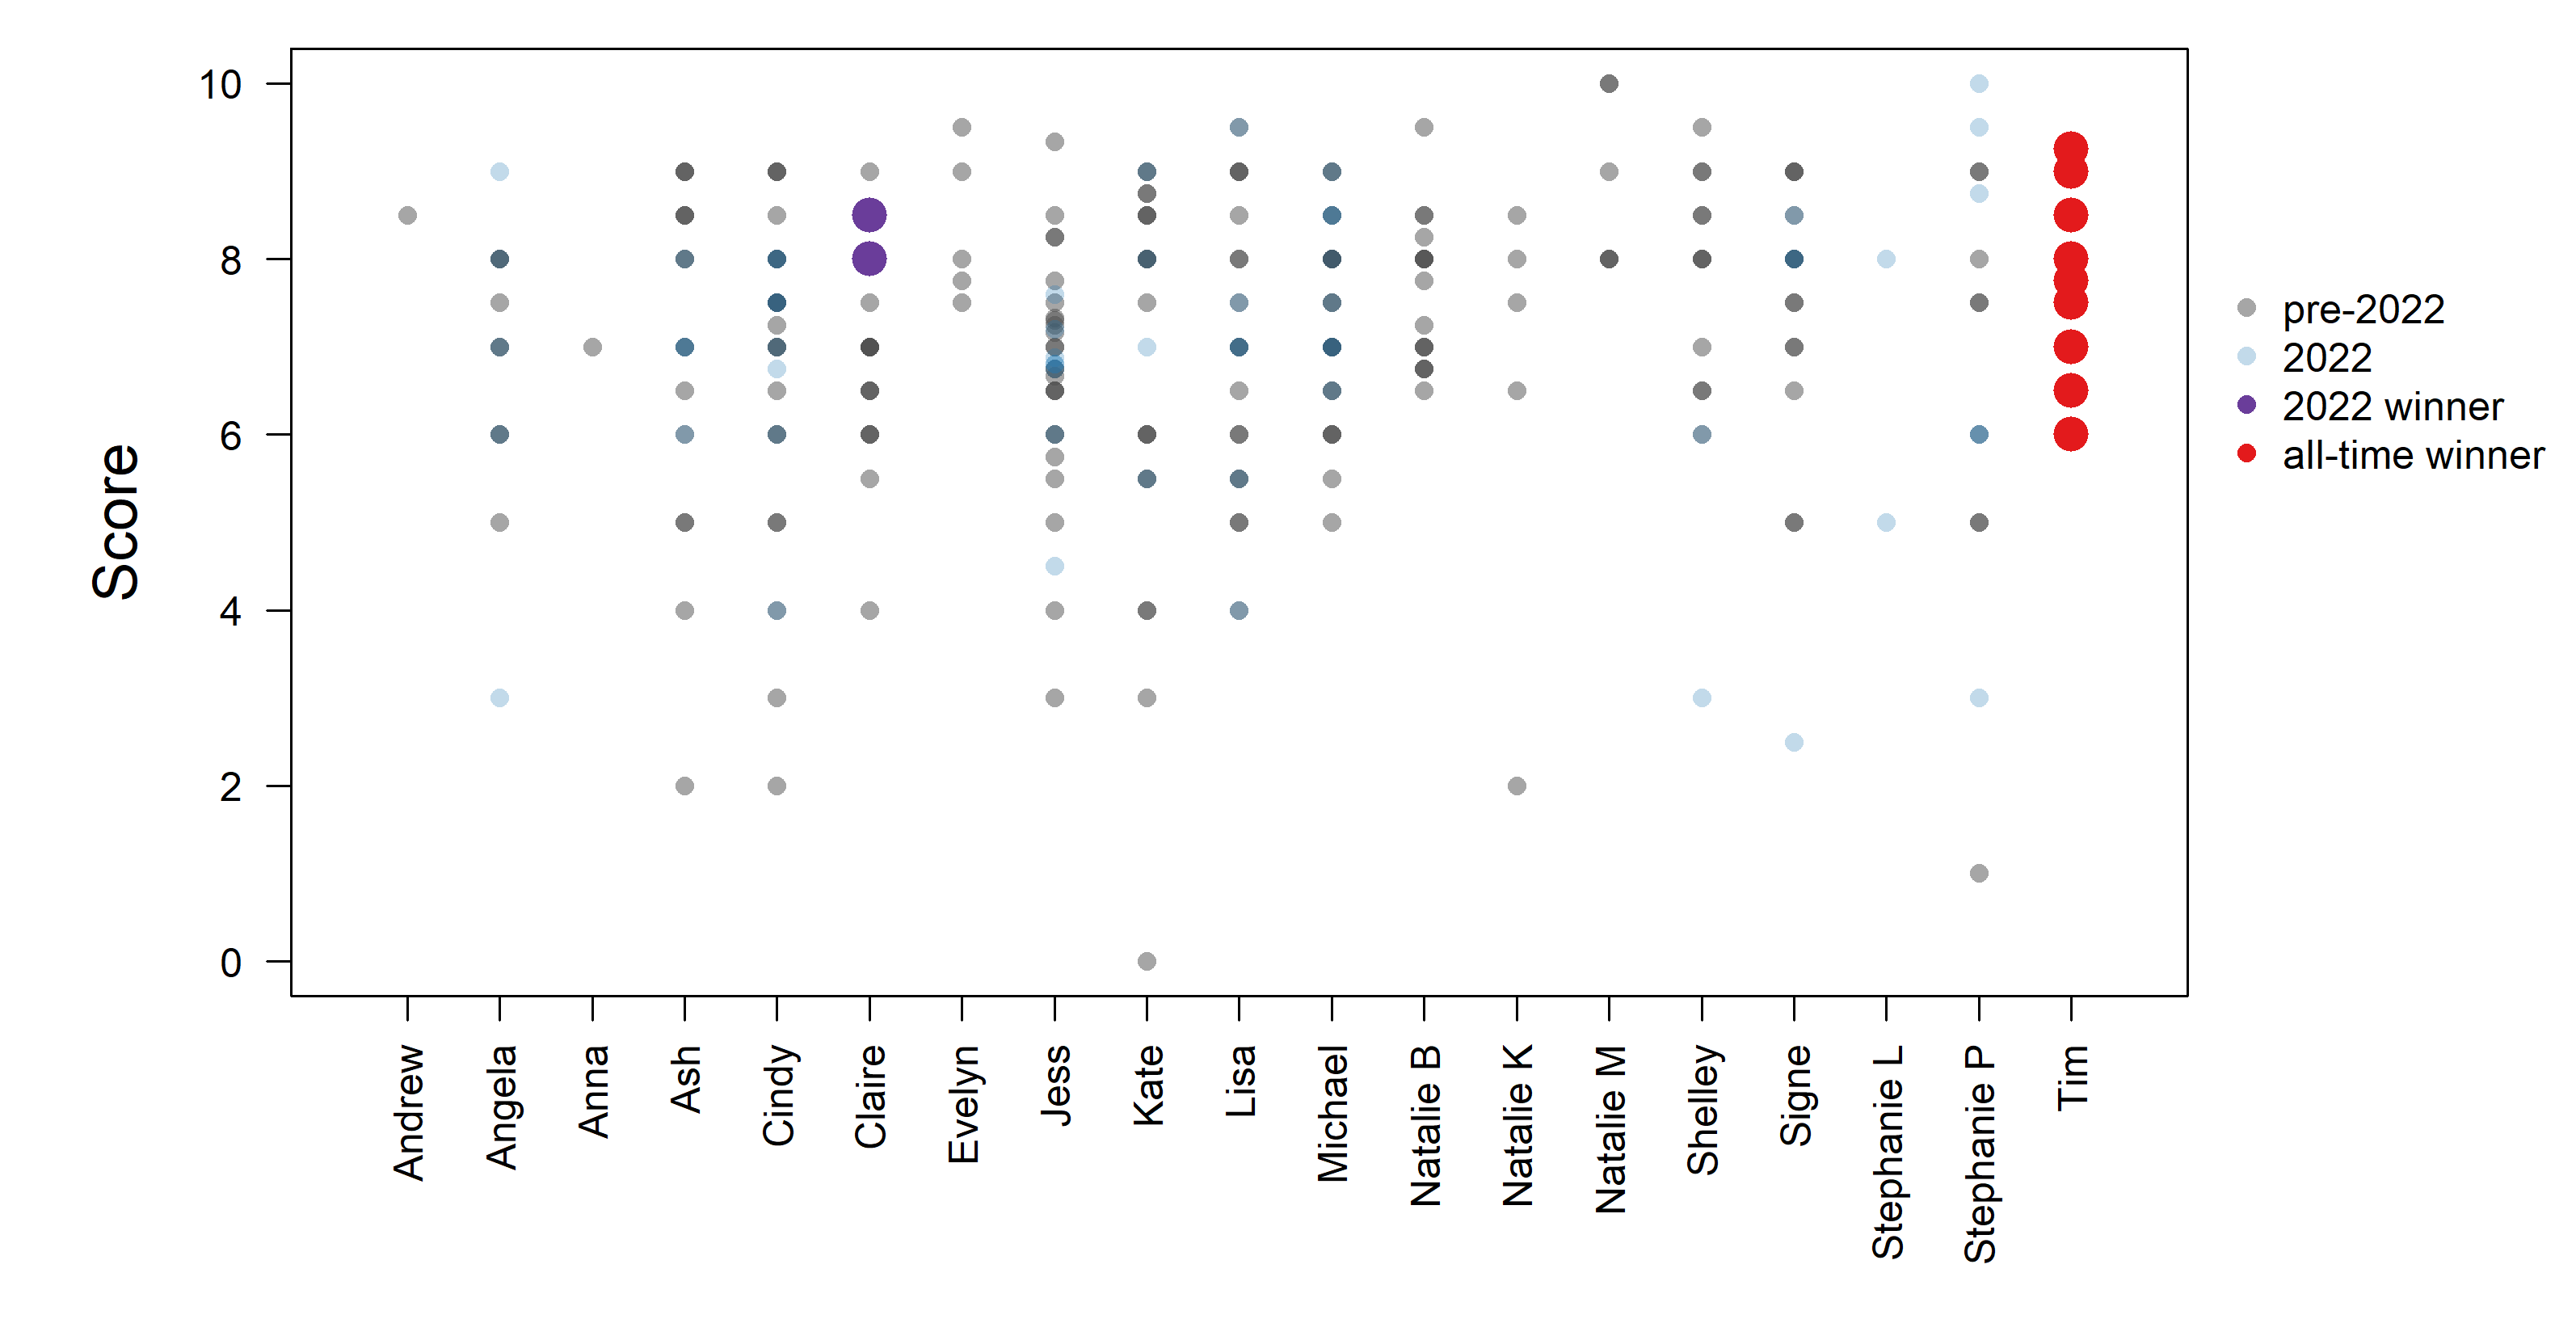 Score
10
8
6
4
2
0
Andrew
Angela
Anna
Ash
Cindy
Claire
Evelyn
Jess
Kate
Lisa
Michael
Natalie B
Natalie K
Natalie M
Shelley
Signe
Stephanie L
Stephanie P
Tim
pre-2022
2022
2022 winner
all-time winner